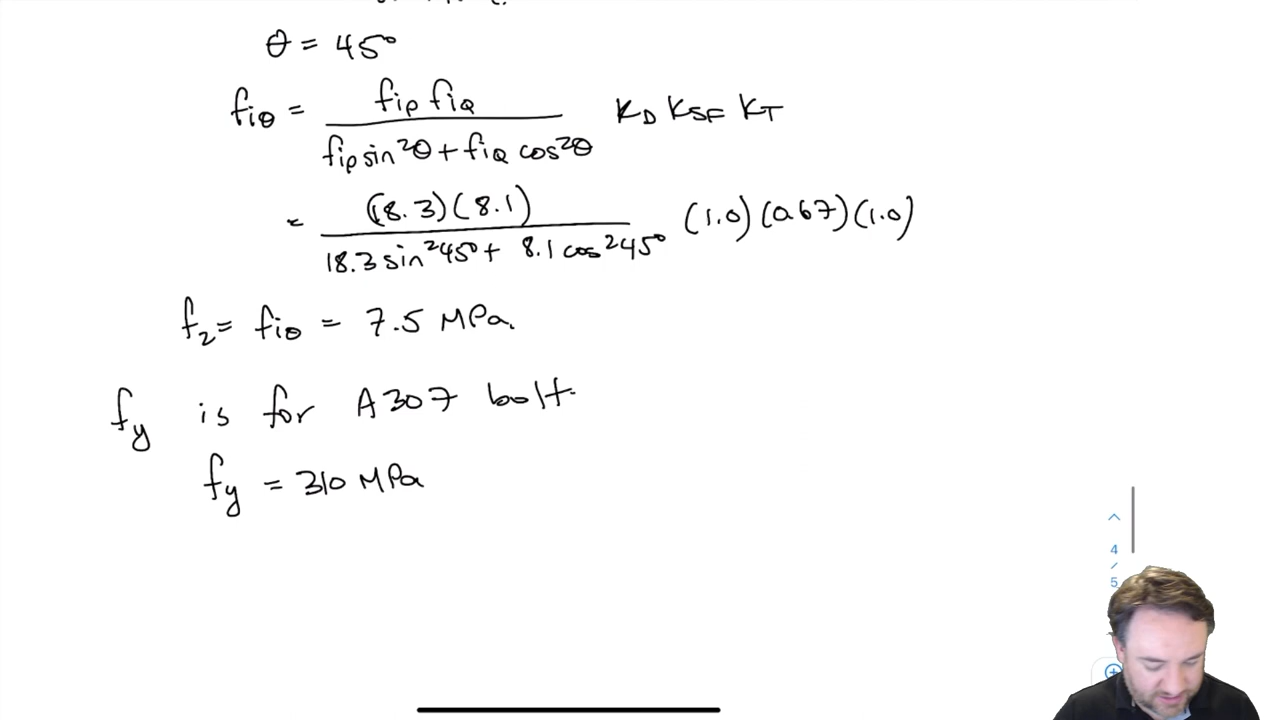 θ = 45°
fiθ = fip fiQ / (fip sin²θ + fiQ cos²θ) KD KSF KT
= (18.3)(8.1) / (18.3 sin²45° + 8.1 cos²45°) (1.0)(0.67)(1.0)
f2 = fiθ = 7.5 MPa.
fy is for A307 bolt.
fy = 310 MPa
4
/
5